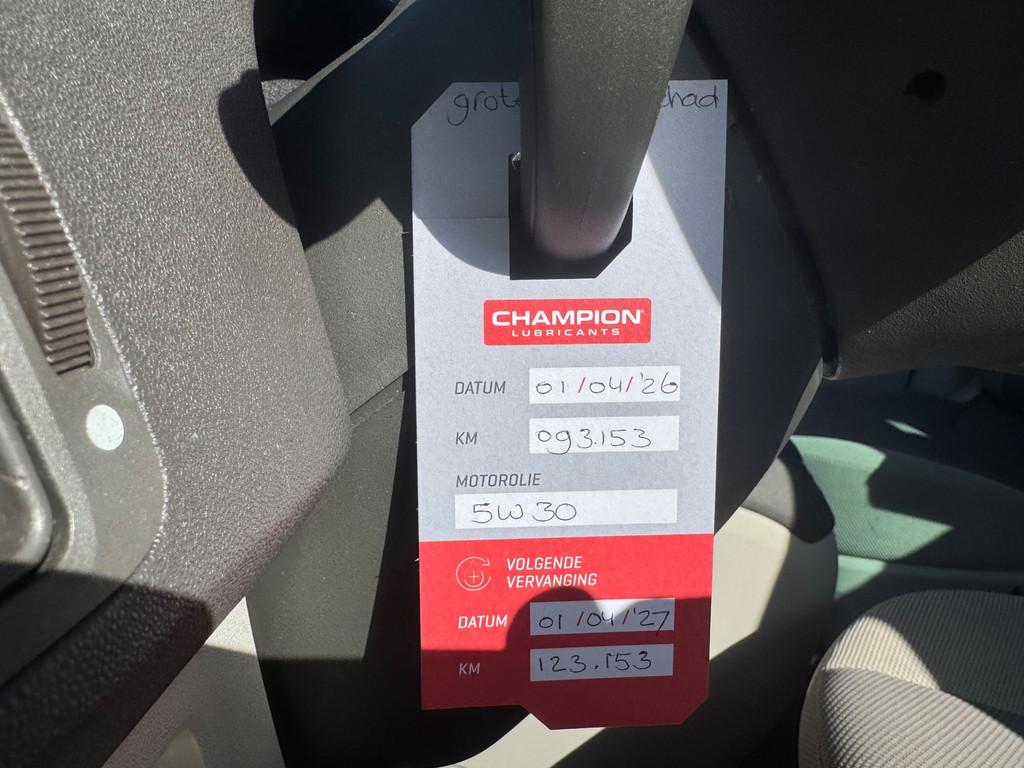 grote
CHAMPION®
LUBRICANTS
DATUM 01/04/'26
KM 093.153
MOTOROLIE
5W30
VOLGENDE
VERVANGING
DATUM 01/04/'27
KM 123.153